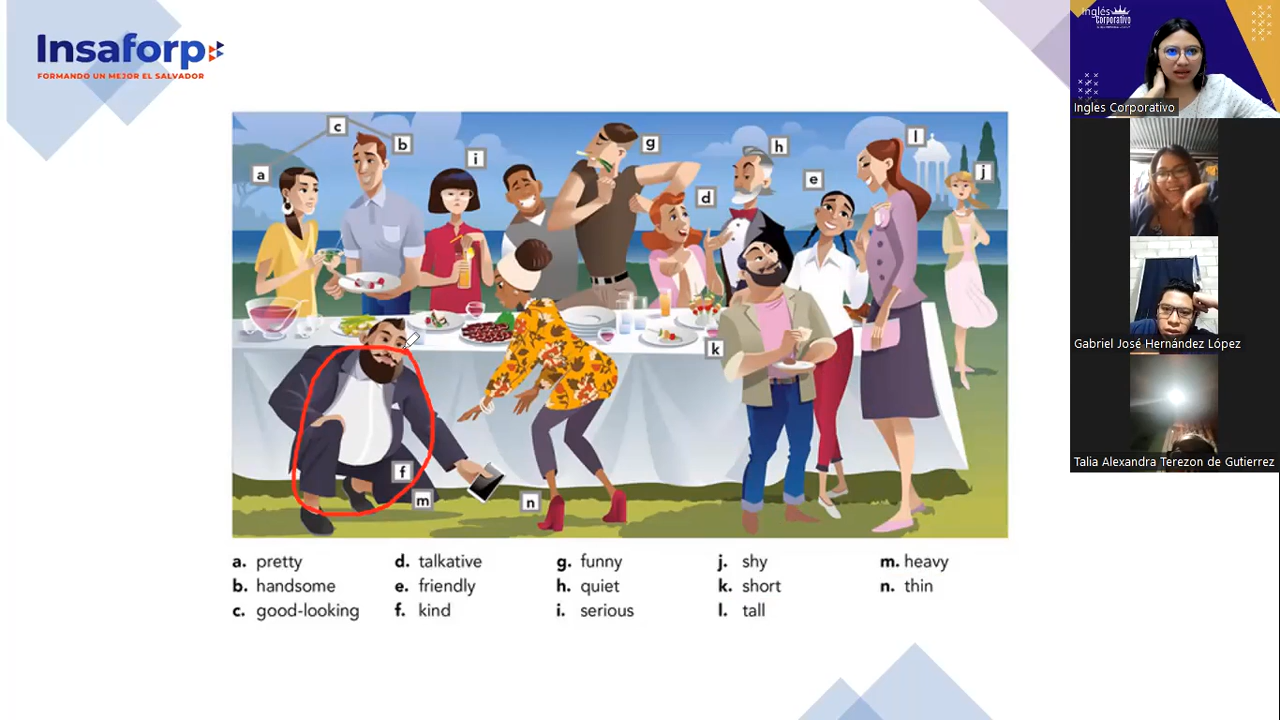 Insaforp
FORMANDO UN MEJOR EL SALVADOR
c
b
a
i
g
h
l
j
d
e
k
f
m
n
a. pretty
b. handsome
c. good-looking
d. talkative
e. friendly
f. kind
g. funny
h. quiet
i. serious
j. shy
k. short
l. tall
m. heavy
n. thin
Inglés
Corporativo
Ingles Corporativo
Gabriel José Hernández López
Talia Alexandra Terezon de Gutierrez